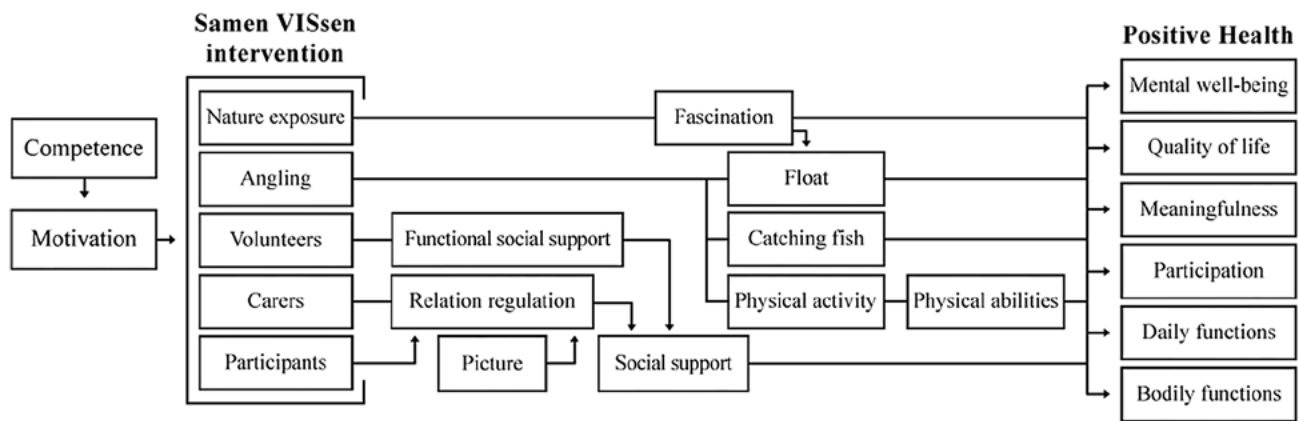 Samen VISsen
intervention
Positive Health
Nature exposure
Fascination
Mental well-being
Competence
Quality of life
Angling
Float
Meaningfulness
Motivation
Volunteers
Functional social support
Catching fish
Participation
Carers
Relation regulation
Physical activity
Physical abilities
Daily functions
Participants
Picture
Social support
Bodily functions